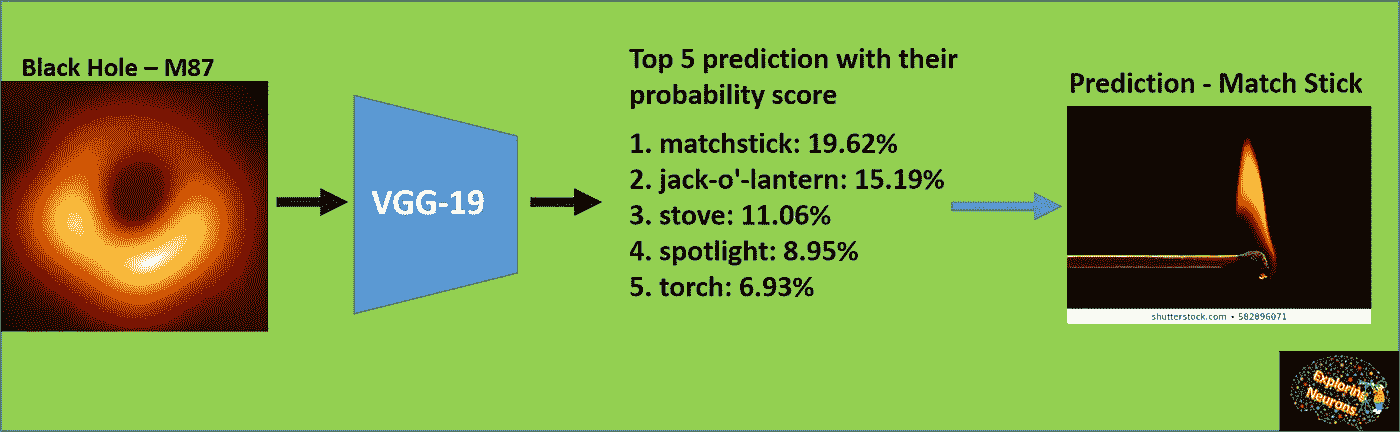 Black Hole – M87
VGG-19
Top 5 prediction with their
probability score
1. matchstick: 19.62%
2. jack-o'-lantern: 15.19%
3. stove: 11.06%
4. spotlight: 8.95%
5. torch: 6.93%
Prediction - Match Stick
shutterstock.com • 582896071
Exploring
Neurons